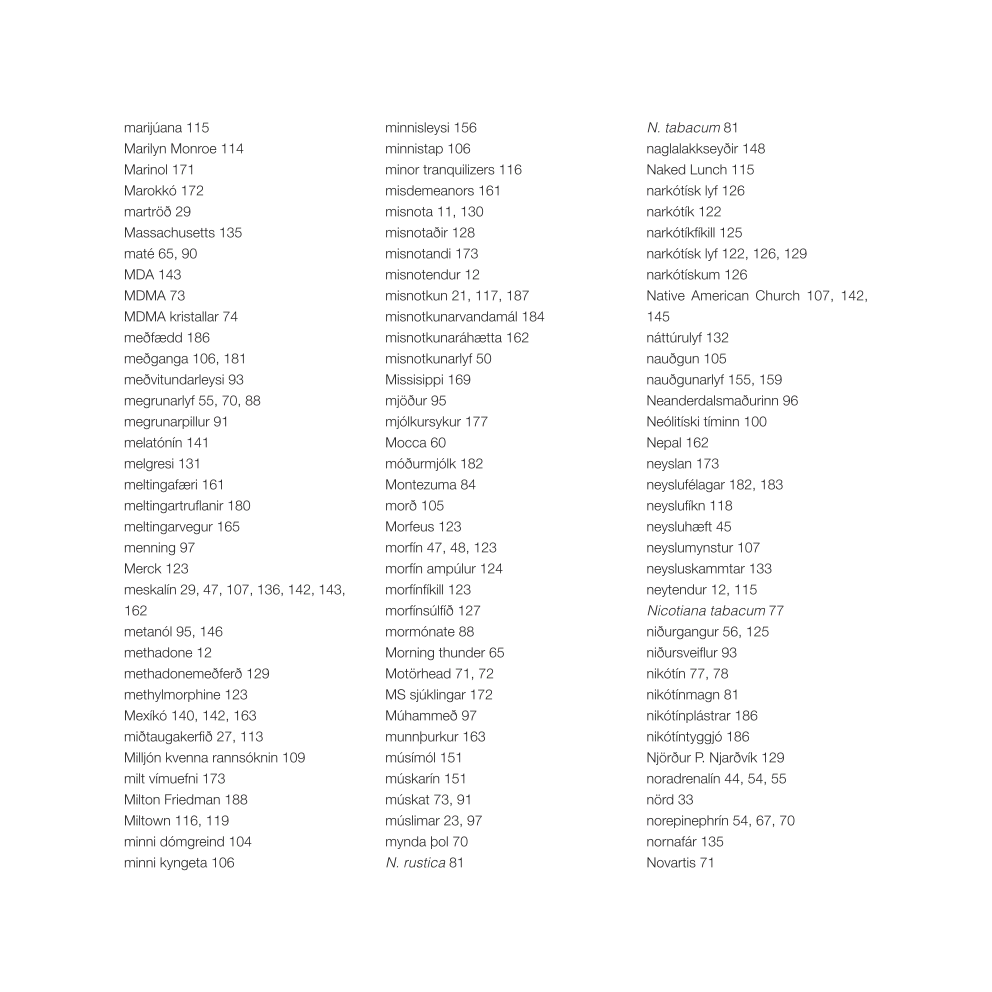 marijúana 115
Marilyn Monroe 114
Marinol 171
Marokkó 172
martröð 29
Massachusetts 135
maté 65, 90
MDA 143
MDMA 73
MDMA kristallar 74
meðfædd 186
meðganga 106, 181
meðvitundarleysi 93
megrunarlyf 55, 70, 88
megrunarpillur 91
melatónín 141
melgresi 131
meltingafæri 161
meltingartruflanir 180
meltingarvegur 165
menning 97
Merck 123
meskalín 29, 47, 107, 136, 142, 143,
162
metanól 95, 146
methadone 12
methadonemeðferð 129
methylmorphine 123
Mexíkó 140, 142, 163
miðtaugakerfið 27, 113
Milljón kvenna rannsóknin 109
milt vímuefni 173
Milton Friedman 188
Miltown 116, 119
minni dómgreind 104
minni kyngeta 106
minnisleysi 156
minnistap 106
minor tranquilizers 116
misdemeanors 161
misnota 11, 130
misnotaðir 128
misnotandi 173
misnotendur 12
misnotkun 21, 117, 187
misnotkunarvandamál 184
misnotkunaráhætta 162
misnotkunarlyf 50
Missisippi 169
mjöður 95
mjólkursykur 177
Mocca 60
móðurmjólk 182
Montezuma 84
morð 105
Morfeus 123
morfín 47, 48, 123
morfín ampúlur 124
morfínfíkill 123
morfínsúlfíð 127
mormónate 88
Morning thunder 65
Motörhead 71, 72
MS sjúklingar 172
Múhammeð 97
munnþurkur 163
músímól 151
múskarín 151
múskat 73, 91
múslimar 23, 97
mynda þol 70
N. rustica 81
N. tabacum 81
naglalakkseyðir 148
Naked Lunch 115
narkótísk lyf 126
narkótík 122
narkótíkfíkill 125
narkótísk lyf 122, 126, 129
narkótískum 126
Native American Church 107, 142,
145
náttúrulyf 132
nauðgun 105
nauðgunarlyf 155, 159
Neanderdalsmaðurinn 96
Neólitíski tíminn 100
Nepal 162
neyslan 173
neyslufélagar 182, 183
neyslufíkn 118
neysluhæft 45
neyslumynstur 107
neysluskammtar 133
neytendur 12, 115
Nicotiana tabacum 77
niðurgangur 56, 125
niðursveiflur 93
nikótín 77, 78
nikótínmagn 81
nikótínplástrar 186
nikótíntyggjó 186
Njörður P. Njarðvík 129
noradrenalín 44, 54, 55
nörd 33
norepinephrín 54, 67, 70
nornafár 135
Novartis 71